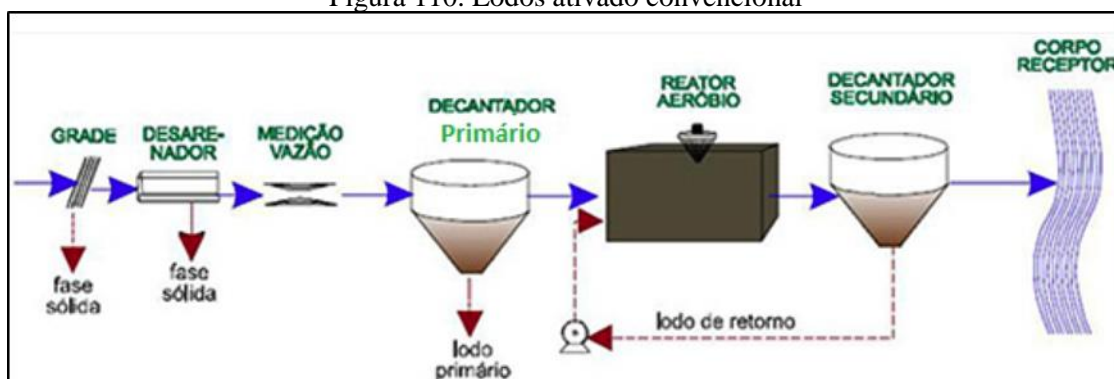 Figura 110. Lodos ativado convencional
CORPO
RECEPTOR
REATOR
AERÓBIO
DECANTADOR
SECUNDÁRIO
DECANTADOR
Primário
GRADE
DESARE-
NADOR
MEDIÇÃO
VAZÃO
fase
sólida
fase
sólida
lodo
primário
lodo de retorno